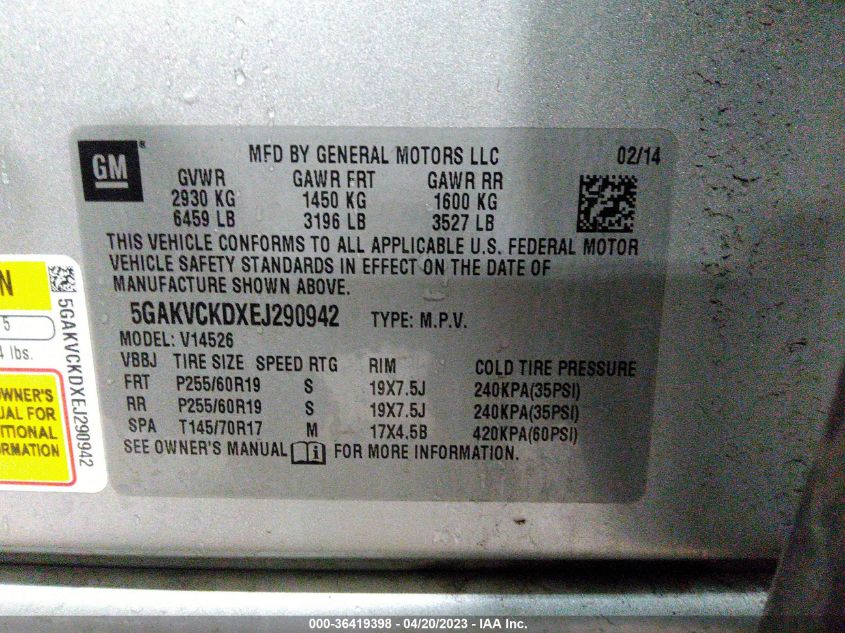 GM ®
MFD BY GENERAL MOTORS LLC 02/14
GVWR GAWR FRT GAWR RR
2930 KG 1450 KG 1600 KG
6459 LB 3196 LB 3527 LB
THIS VEHICLE CONFORMS TO ALL APPLICABLE U.S. FEDERAL MOTOR
VEHICLE SAFETY STANDARDS IN EFFECT ON THE DATE OF
MANUFACTURE SHOWN ABOVE.
5GAKVCKDXEJ290942 TYPE: M.P.V.
MODEL: V14526
VBBJ TIRE SIZE SPEED RTG RIM COLD TIRE PRESSURE
FRT P255/60R19 S 19X7.5J 240KPA(35PSI)
RR P255/60R19 S 19X7.5J 240KPA(35PSI)
SPA T145/70R17 M 17X4.5B 420KPA(60PSI)
SEE OWNER'S MANUAL i FOR MORE INFORMATION.
N
5
lbs.
OWNER'S
UAL FOR
ITIONAL
RMATION
5GAKVCKDXEJ290942
000-36419398 - 04/20/2023 - IAA Inc.